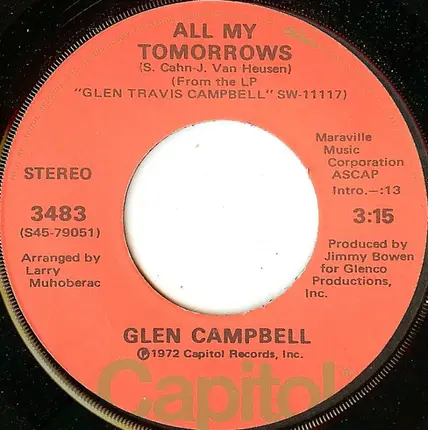 ALL MY
TOMORROWS
(S. Cahn-J. Van Heusen)
(From the LP
"GLEN TRAVIS CAMPBELL" SW-11117)
STEREO
3483
(S45-79051)
Arranged by
Larry
Muhoberac
Maraville
Music
Corporation
ASCAP
Intro.-:13
3:15
Produced by
Jimmy Bowen
for Glenco
Productions,
Inc.
GLEN CAMPBELL
℗1972 Capitol Records, Inc.
Capitol